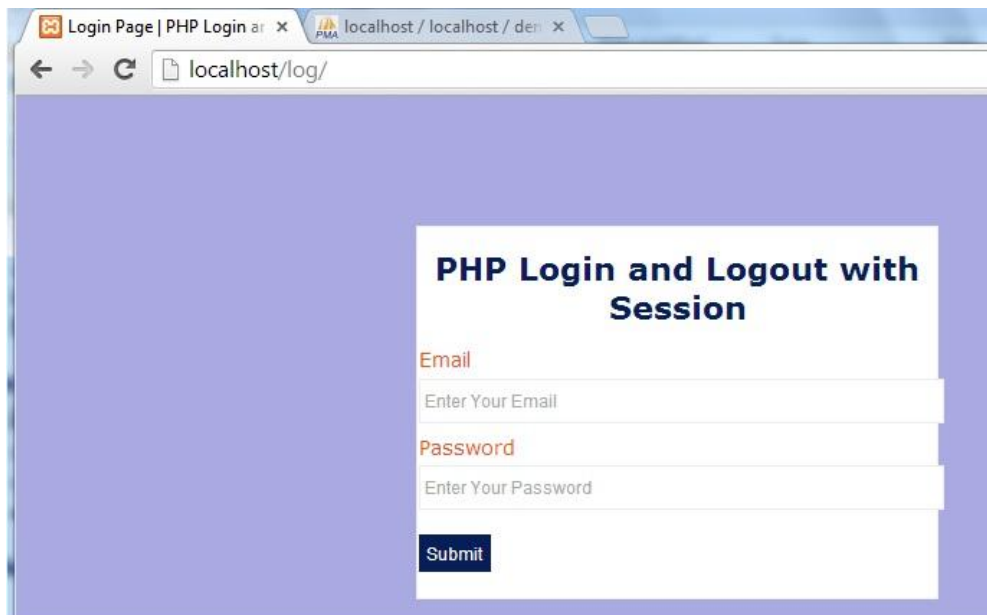 Login Page | PHP Login ar
PMA localhost / localhost / den
localhost/log/
PHP Login and Logout with
Session
Email
Enter Your Email
Password
Enter Your Password
Submit